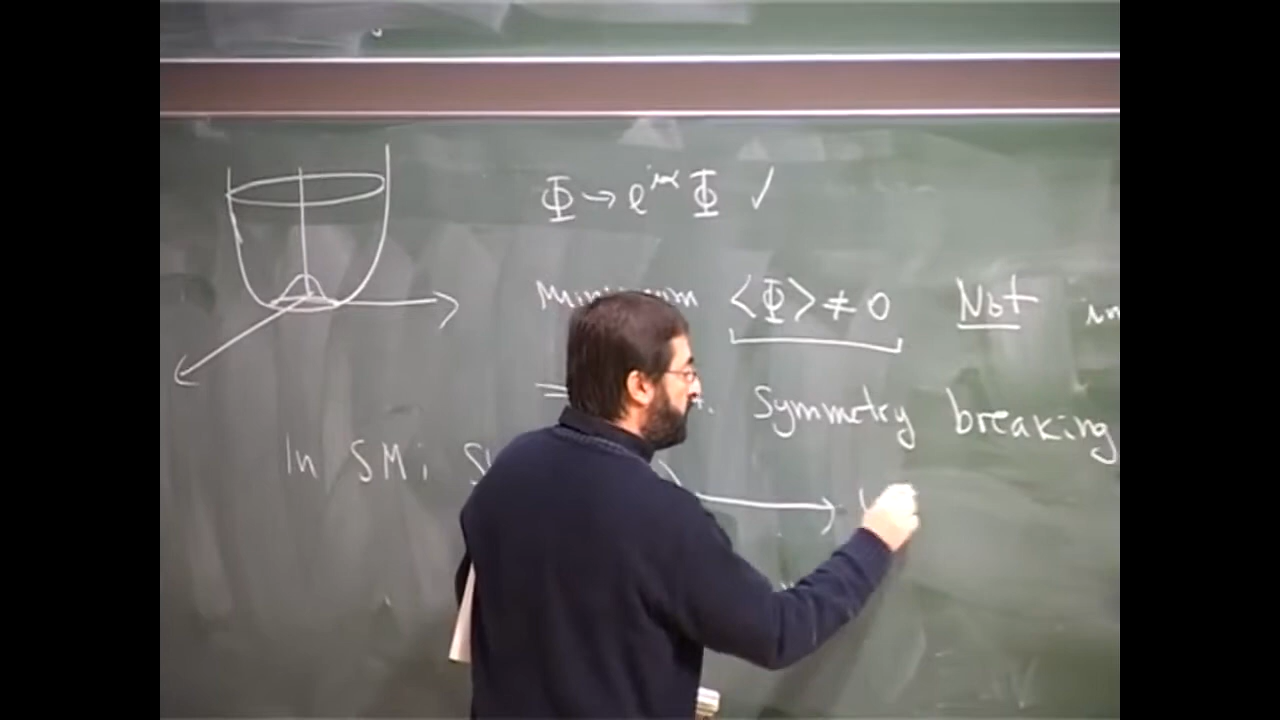 Φ → e^{iα} Φ ✓
Minimum <Φ> ≠ 0 Not
= Symmetry breaking
In SM: